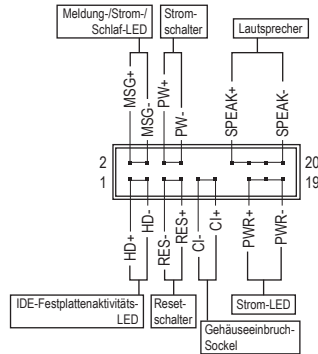 Meldung-/Strom-/
Schlaf-LED
Strom-
schalter
Lautsprecher
MSG+
MSG-
PW+
PW-
SPEAK+
SPEAK-
2
20
1
19
HD+
HD-
RES-
RES+
CI-
CI+
PWR+
PWR-
IDE-Festplattenaktivitäts-
LED
Reset-
schalter
Strom-LED
Gehäuseeinbruch-
Sockel